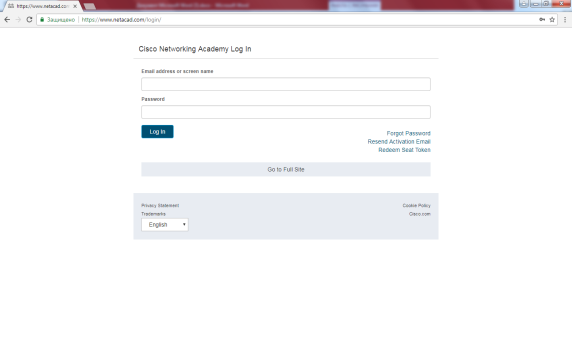 https://www.netacad.com
Защищено
https://www.netacad.com/login/
Cisco Networking Academy Log In
Email address or screen name
Password
Log In
Forgot Password
Resend Activation Email
Redeem Seat Token
Go to Full Site
Privacy Statement
Cookie Policy
Trademarks
Cisco.com
English